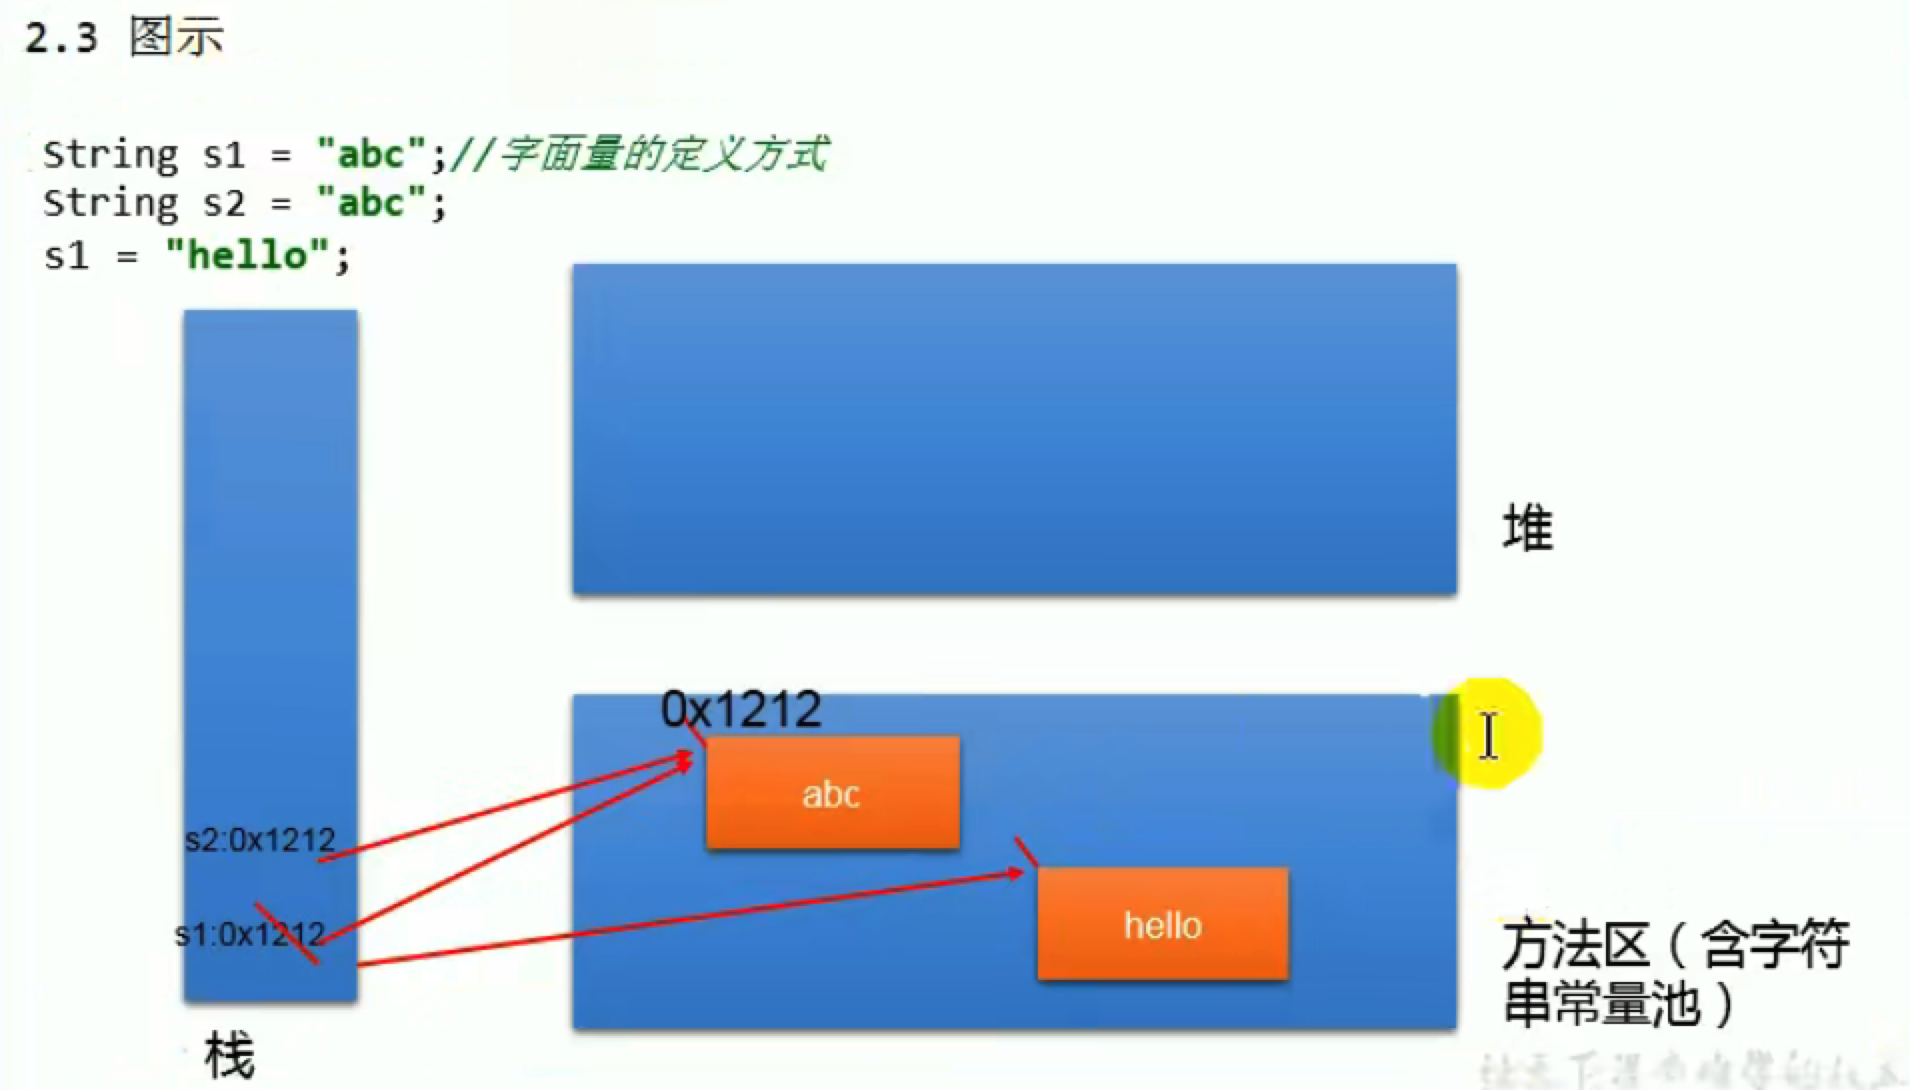 2.3 图示
String s1 = "abc";//字面量的定义方式
String s2 = "abc";
s1 = "hello";
堆
0x1212
abc
s2:0x1212
hello
s1:0x1212
方法区（含字符
串常量池）
栈